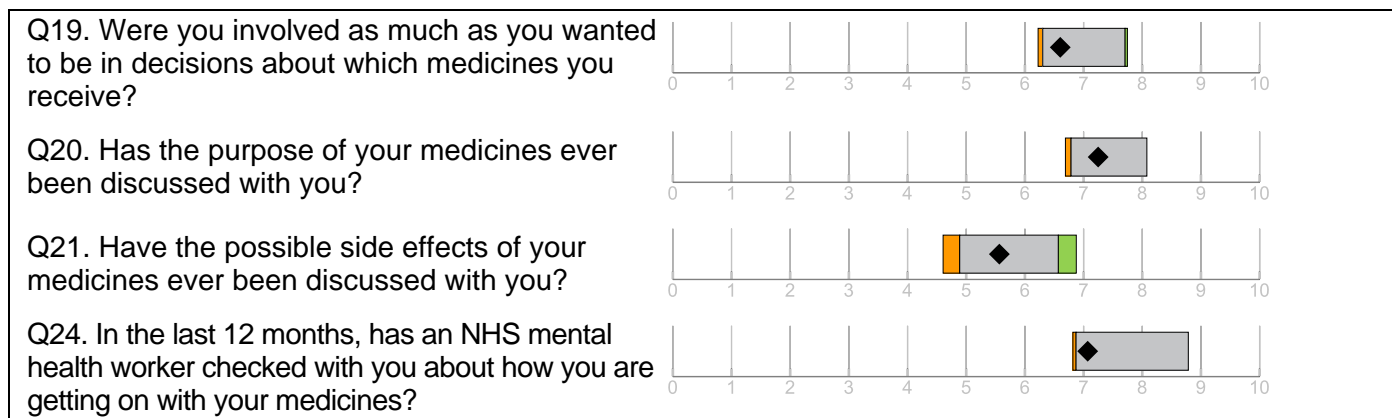 Q19. Were you involved as much as you wanted
to be in decisions about which medicines you
receive?
0 1 2 3 4 5 6 7 8 9 10
Q20. Has the purpose of your medicines ever
been discussed with you?
0 1 2 3 4 5 6 7 8 9 10
Q21. Have the possible side effects of your
medicines ever been discussed with you?
0 1 2 3 4 5 6 7 8 9 10
Q24. In the last 12 months, has an NHS mental
health worker checked with you about how you are
getting on with your medicines?
0 1 2 3 4 5 6 7 8 9 10